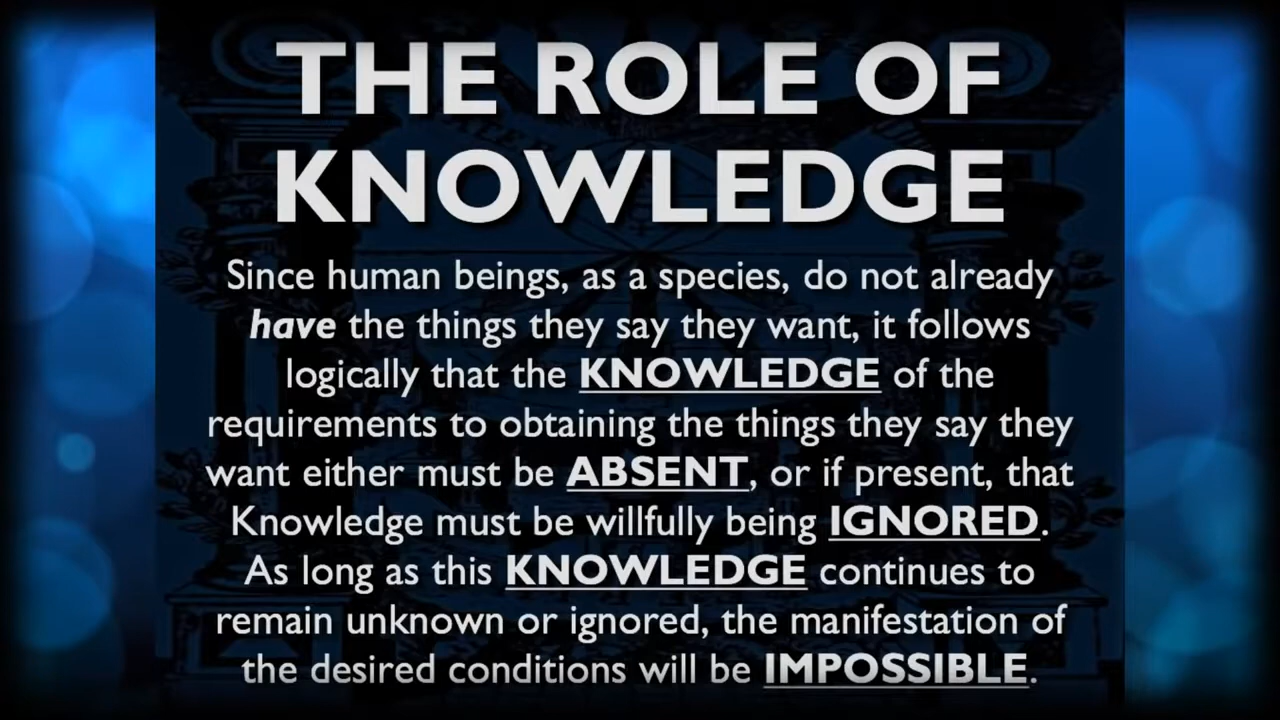 THE ROLE OF
KNOWLEDGE
Since human beings, as a species, do not already
have the things they say they want, it follows
logically that the KNOWLEDGE of the
requirements to obtaining the things they say they
want either must be ABSENT, or if present, that
Knowledge must be willfully being IGNORED.
As long as this KNOWLEDGE continues to
remain unknown or ignored, the manifestation of
the desired conditions will be IMPOSSIBLE.